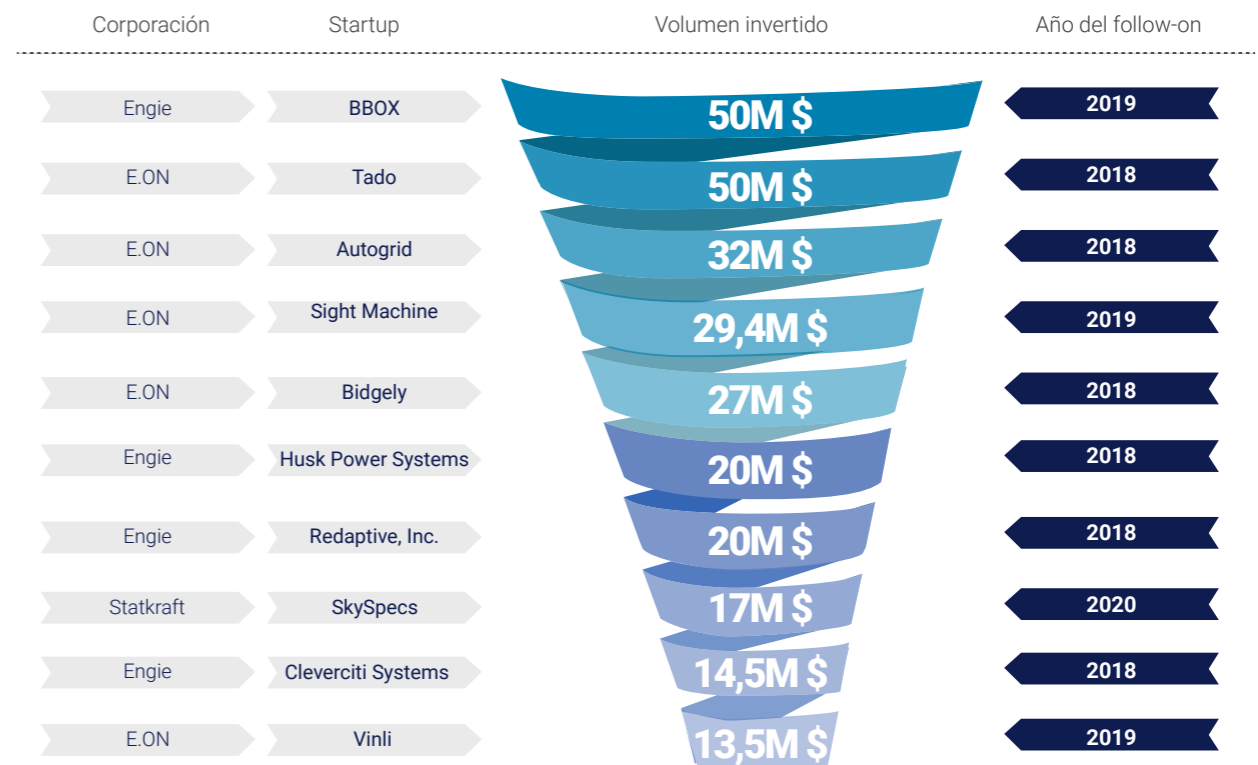 Corporación Startup Volumen invertido Año del follow-on
Engie BBOX 50M $ 2019
E.ON Tado 50M $ 2018
E.ON Autogrid 32M $ 2018
E.ON Sight Machine 29,4M $ 2019
E.ON Bidgely 27M $ 2018
Engie Husk Power Systems 20M $ 2018
Engie Redaptive, Inc. 20M $ 2018
Statkraft SkySpecs 17M $ 2020
Engie Cleverciti Systems 14,5M $ 2018
E.ON Vinli 13,5M $ 2019